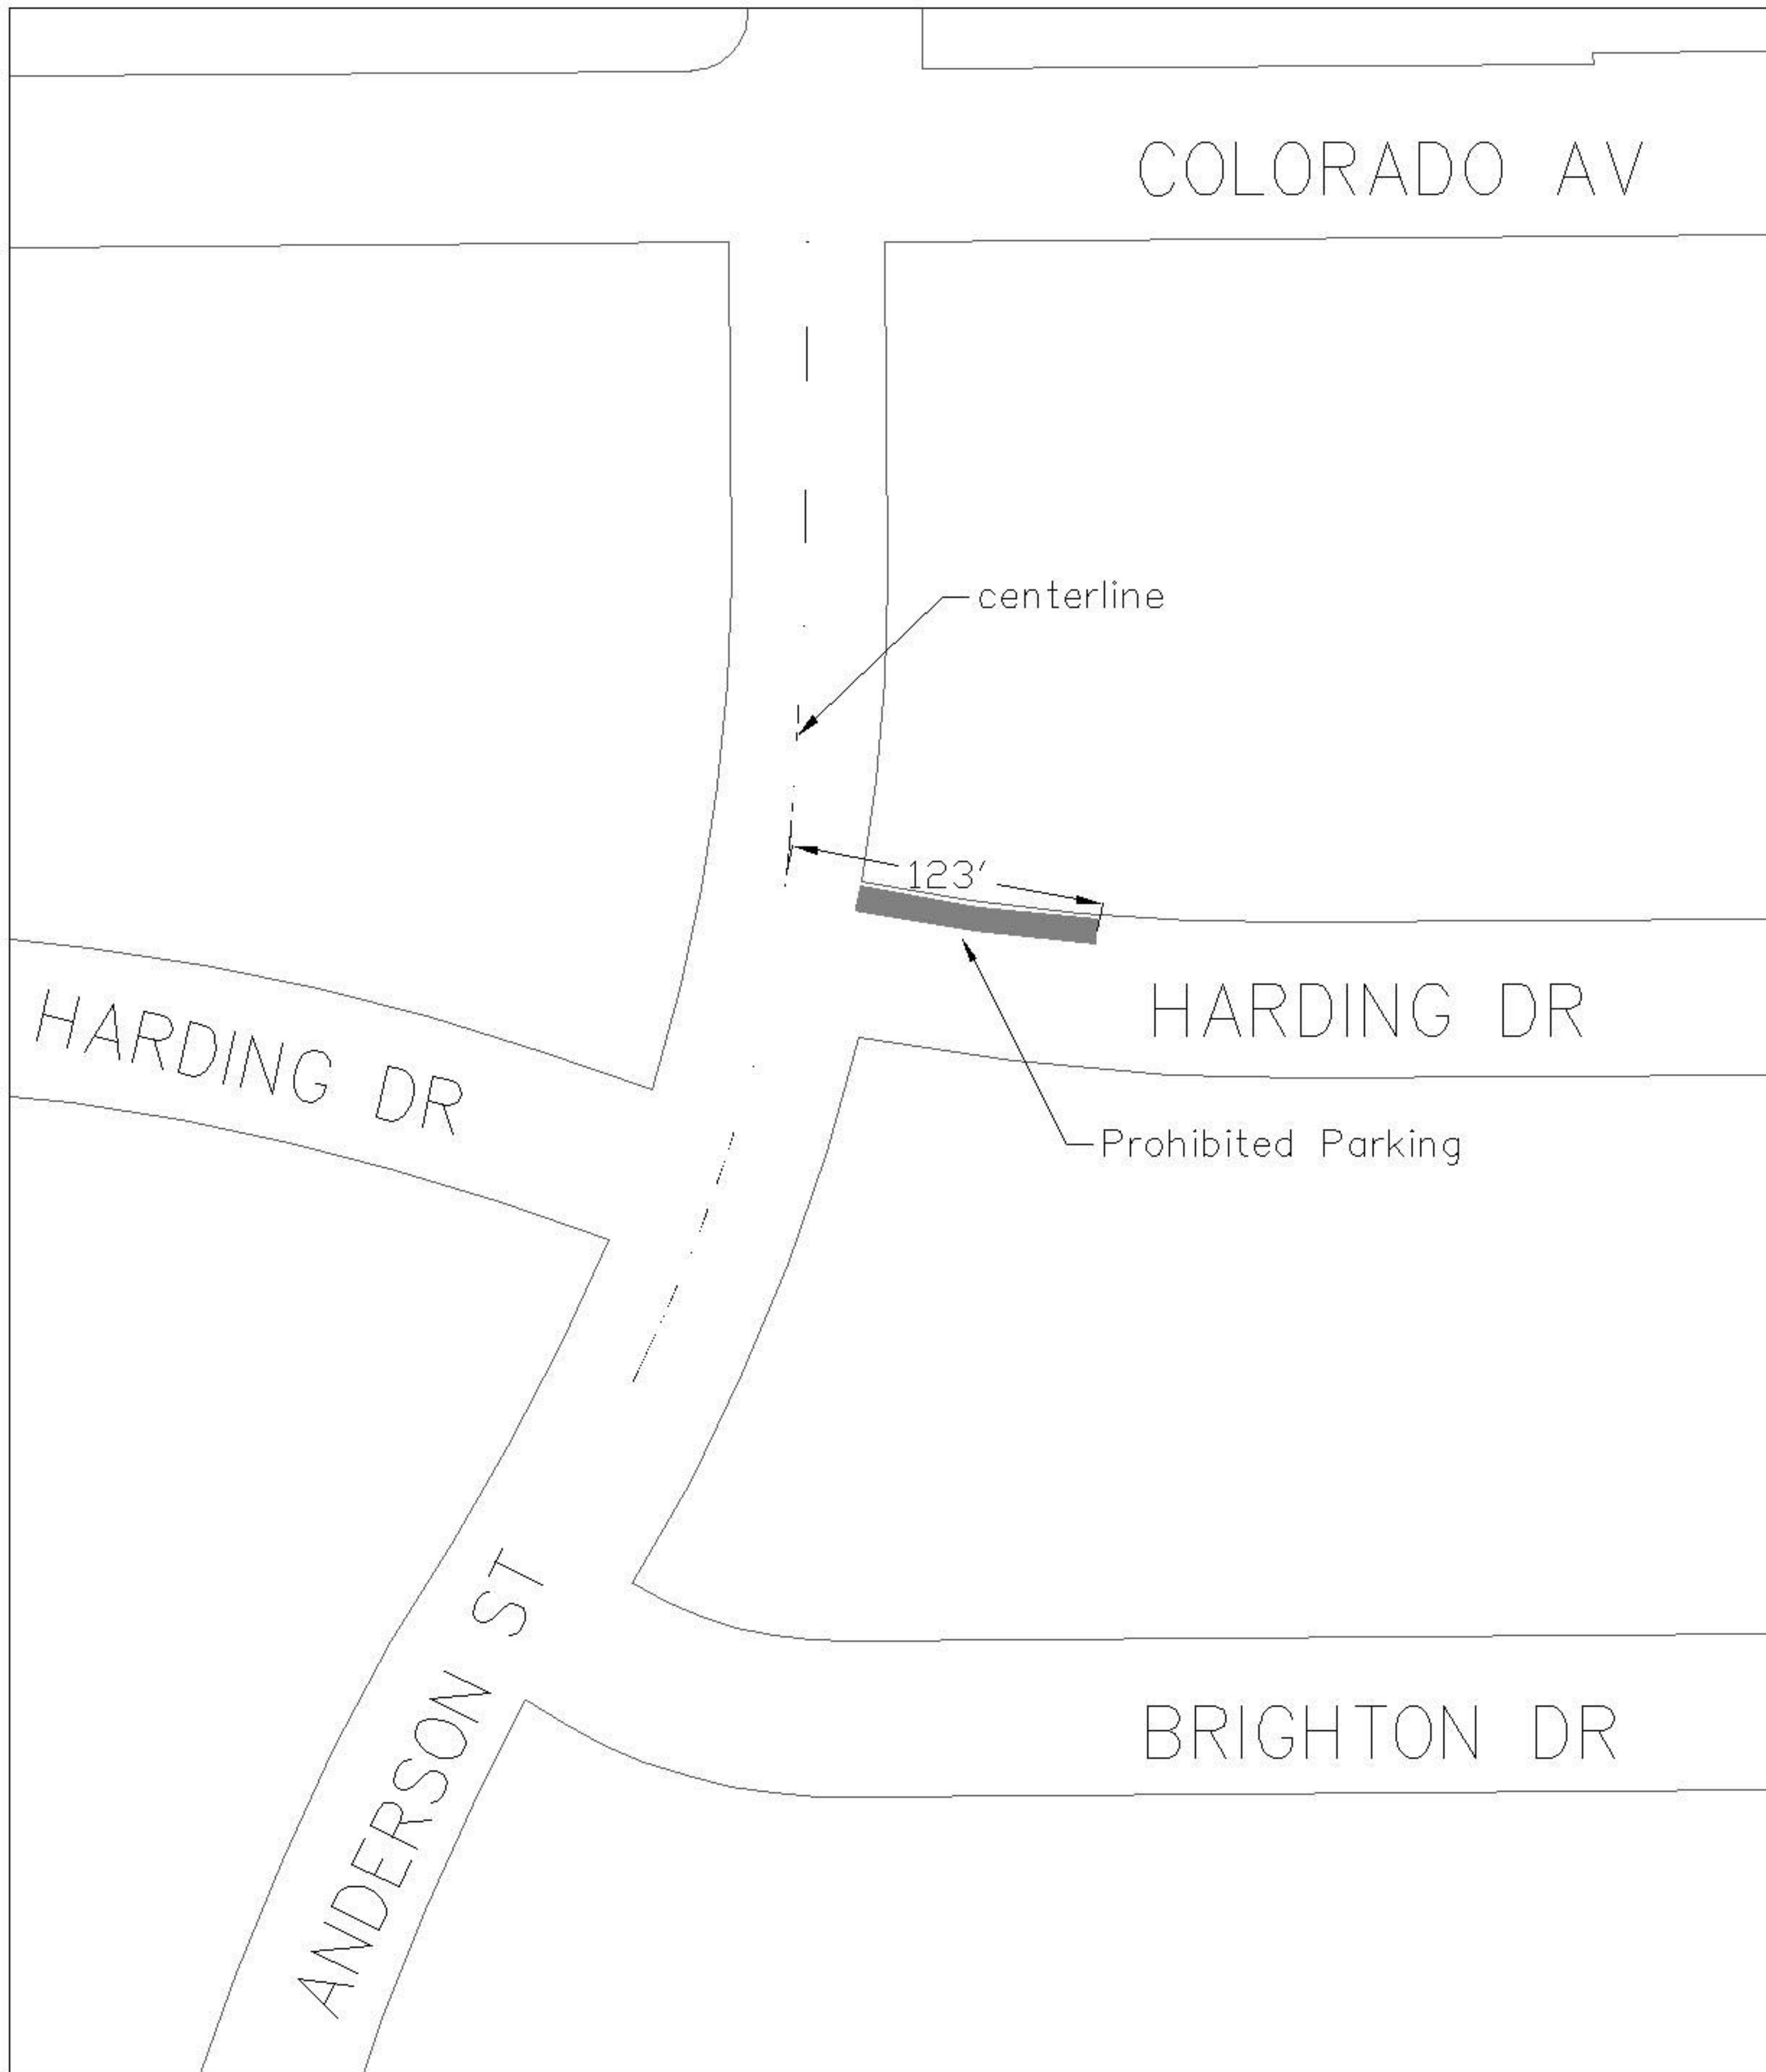 COLORADO AV
centerline
123'
HARDING DR
HARDING DR
Prohibited Parking
ANDERSON ST
BRIGHTON DR